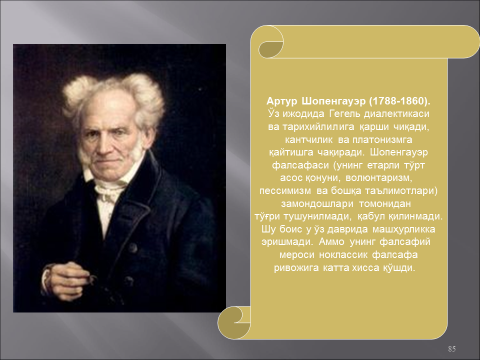 Артур Шопенгауэр (1788-1860).
Ўз ижодида Гегель диалектикаси
ва тарихийлилига қарши чиқади,
кантчилик ва платонизмга
қайтишга чақиради. Шопенгауэр
фалсафаси (унинг етарли тўрт
асос қонуни, волюнтаризм,
пессимизм ва бошқа таълимотлари)
замондошлари томонидан
тўғри тушунилмади, қабул қилинмади.
Шу боис у ўз даврида машҳурликка
эришмади. Аммо унинг фалсафий
мероси ноклассик фалсафа
ривожига катта хисса қўшди.
85